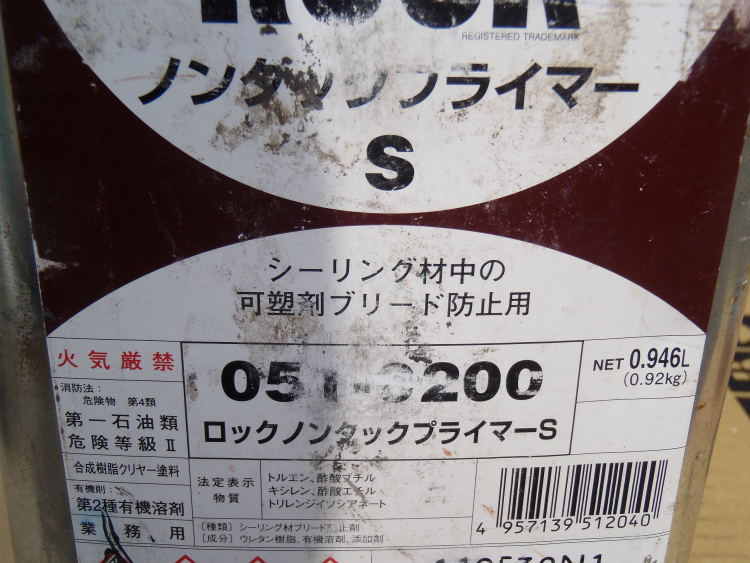 ROCK
REGISTERED TRADEMARK
ノンタックプライマー
S
シーリング材中の
可塑剤ブリード防止用
火気厳禁
消防法:
危険物 第4類
第一石油類
危険等級Ⅱ
合成樹脂クリヤー塗料
有機則:
第2種有機溶剤
業務用
051-0200
ロックノンタックプライマーS
NET 0.946L
(0.92kg)
法定表示
物質
トルエン、酢酸ブチル
キシレン、酢酸エチル
トリレンジイソシアネート
〔種類〕シーリング材ブリード防止剤
〔成分〕ウレタン樹脂、有機溶剤、添加剤
4 957139 512040